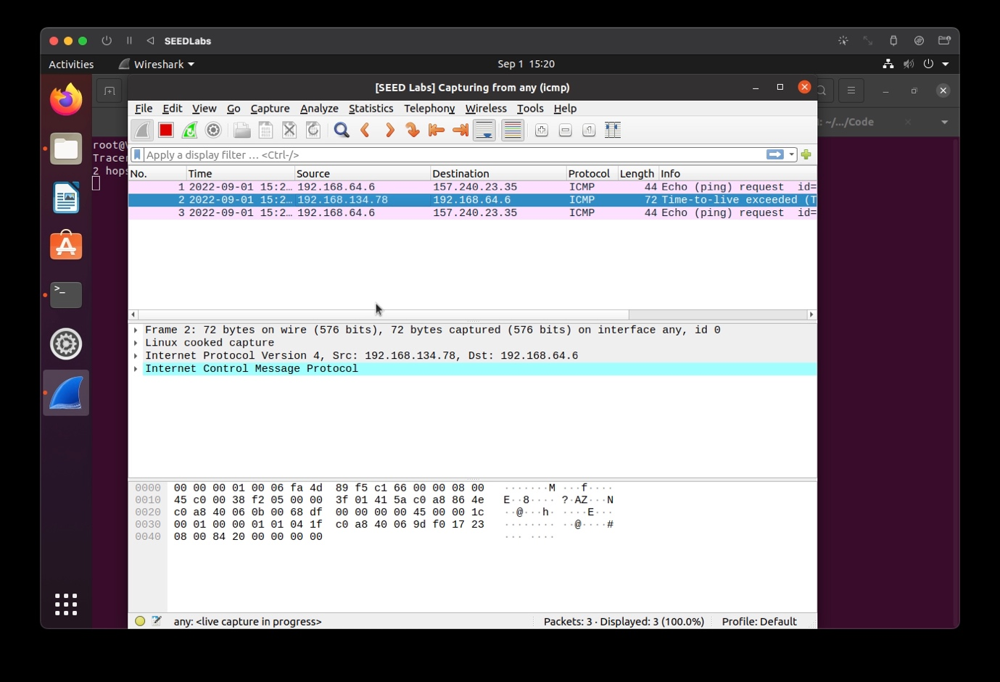 SEEDLabs
Activities Wireshark Sep 1 15:20
[SEED Labs] Capturing from any (icmp)
File Edit View Go Capture Analyze Statistics Telephony Wireless Tools Help
: ~/.../Code
root@
Tracer
2 hops
Apply a display filter … <Ctrl-/>
No. Time Source Destination Protocol Length Info
1 2022-09-01 15:2… 192.168.64.6 157.240.23.35 ICMP 44 Echo (ping) request id=
2 2022-09-01 15:2… 192.168.134.78 192.168.64.6 ICMP 72 Time-to-live exceeded (T
3 2022-09-01 15:2… 192.168.64.6 157.240.23.35 ICMP 44 Echo (ping) request id=
Frame 2: 72 bytes on wire (576 bits), 72 bytes captured (576 bits) on interface any, id 0
Linux cooked capture
Internet Protocol Version 4, Src: 192.168.134.78, Dst: 192.168.64.6
Internet Control Message Protocol
0000 00 00 00 01 00 06 fa 4d 89 f5 c1 66 00 00 08 00 ·······M ···f····
0010 45 c0 00 38 f2 05 00 00 3f 01 41 5a c0 a8 86 4e E··8···· ?·AZ···N
0020 c0 a8 40 06 0b 00 68 df 00 00 00 00 45 00 00 1c ··@···h· ····E···
0030 00 01 00 00 01 01 04 1f c0 a8 40 06 9d f0 17 23 ········ ··@····#
0040 08 00 84 20 00 00 00 00 ··· ····
any: <live capture in progress> Packets: 3 · Displayed: 3 (100.0%) Profile: Default